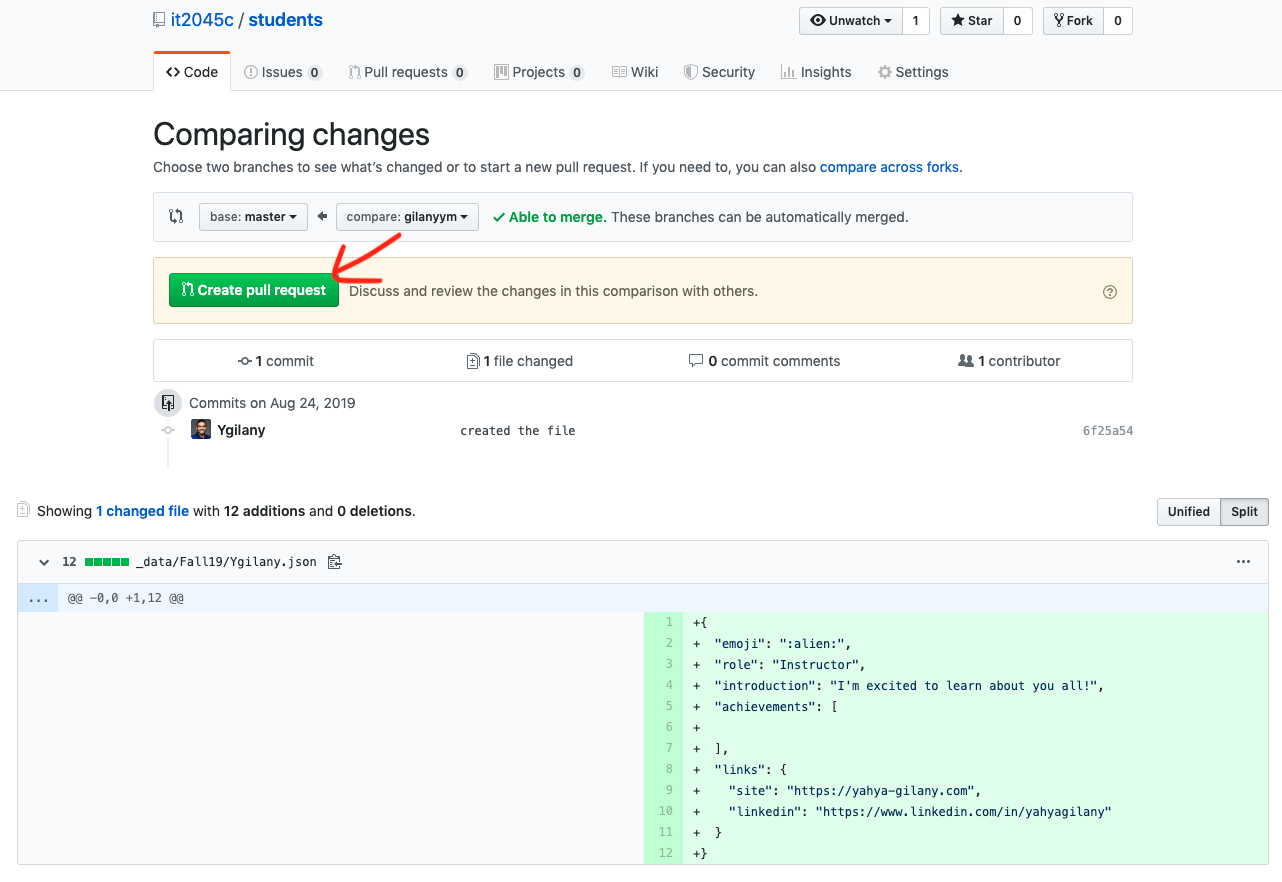 it2045c / students
Unwatch 1 Star 0 Fork 0
Code Issues 0 Pull requests 0 Projects 0 Wiki Security Insights Settings
Comparing changes
Choose two branches to see what's changed or to start a new pull request. If you need to, you can also compare across forks.
base: master compare: gilanyym Able to merge. These branches can be automatically merged.
Create pull request Discuss and review the changes in this comparison with others.
1 commit 1 file changed 0 commit comments 1 contributor
Commits on Aug 24, 2019
Ygilany created the file 6f25a54
Showing 1 changed file with 12 additions and 0 deletions.
Unified Split
12 _data/Fall19/Ygilany.json
... @@ -0,0 +1,12 @@
1 +{
2 + "emoji": ":alien:",
3 + "role": "Instructor",
4 + "introduction": "I'm excited to learn about you all!",
5 + "achievements": [
6 +
7 + ],
8 + "links": {
9 + "site": "https://yahya-gilany.com",
10 + "linkedin": "https://www.linkedin.com/in/yahyagilany"
11 + }
12 +}